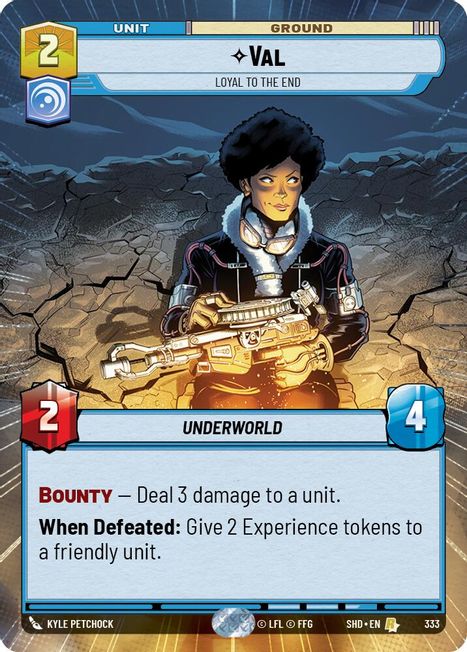 UNIT
GROUND
2
✧VAL
LOYAL TO THE END
2
UNDERWORLD
4
BOUNTY — Deal 3 damage to a unit.
When Defeated: Give 2 Experience tokens to
a friendly unit.
KYLE PETCHOCK
© LFL © FFG
SHD • EN
R
333